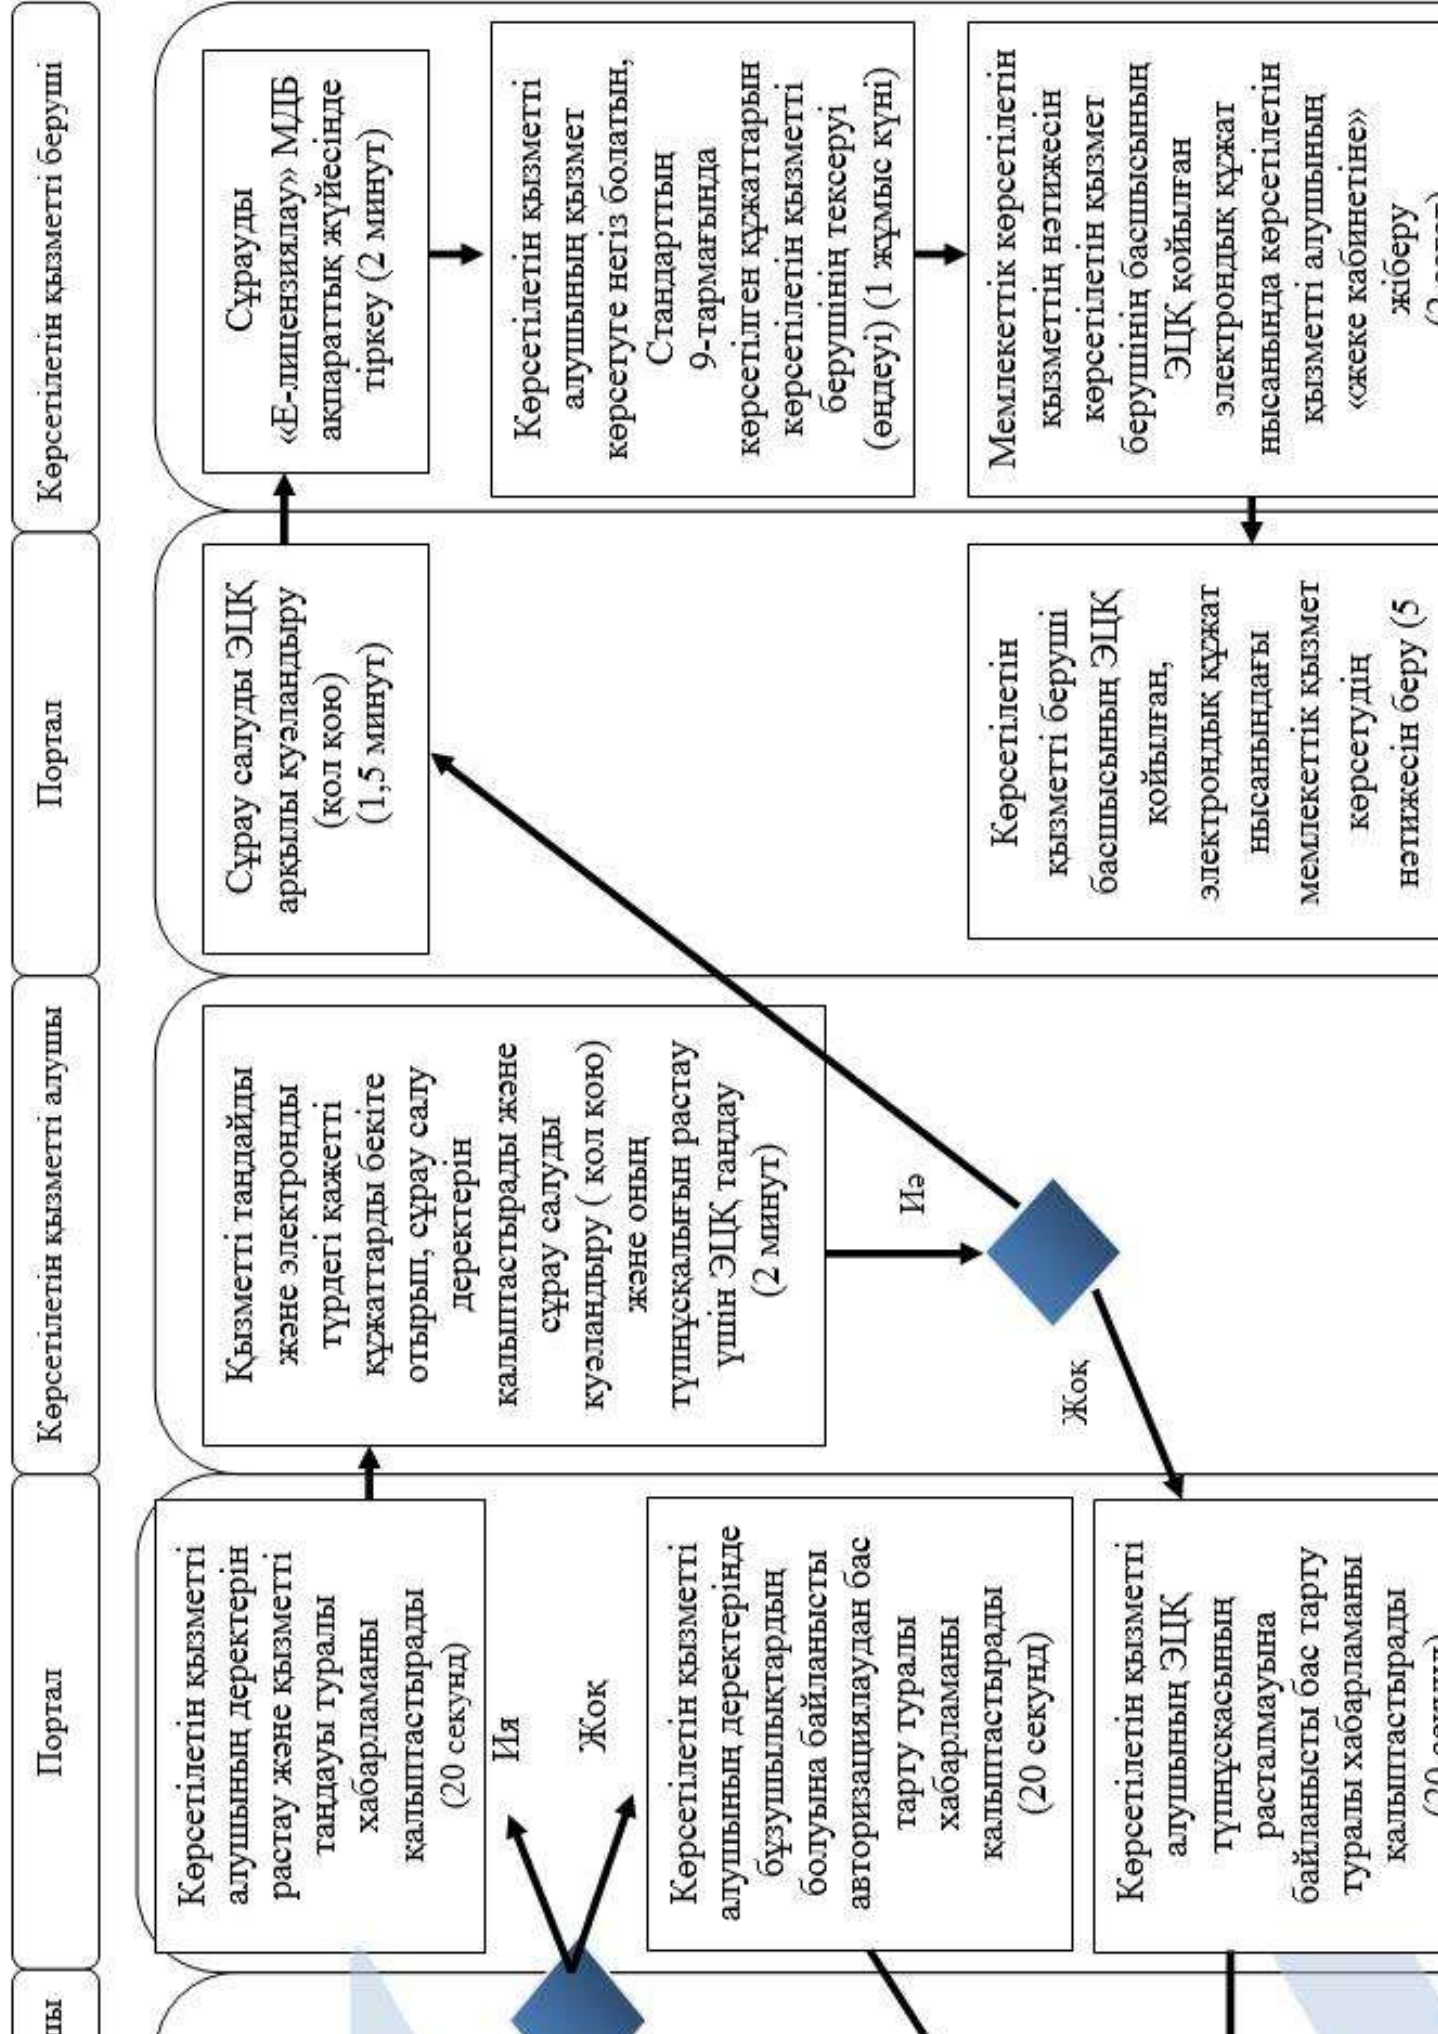 шы
Портал
Көрсетілетін қызметті алушы
Портал
Көрсетілетін қызметті беруші
Көрсетілетін қызметті
алушының деректерін
растау және қызметті
таңдауы туралы
хабарламаны
қалыптастырады
(20 секунд)
Ия
Жоқ
Көрсетілетін қызметті
алушының деректерінде
бұзушылықтардың
болуына байланысты
авторизациялаудан бас
тарту туралы
хабарламаны
қалыптастырады
(20 секунд)
Көрсетілетін қызметті
алушының ЭЦҚ
түпнұсқасының
расталмауына
байланысты бас тарту
туралы хабарламаны
қалыптастырады
(20 секунд)
Қызметті таңдайды
және электронды
түрдегі қажетті
құжаттарды бекіте
отырып, сұрау салу
деректерін
қалыптастырады және
сұрау салуды
куәландыру ( қол қою)
және оның
түпнұсқалығын растау
үшін ЭЦҚ таңдау
(2 минут)
Иә
Жоқ
Сұрау салуды ЭЦҚ
арқылы куәландыру
(қол қою)
(1,5 минут)
Көрсетілетін
қызметті беруші
басшысының ЭЦҚ
қойылған,
электрондық құжат
нысанындағы
мемлекеттік қызмет
көрсетудің
нәтижесін беру (5
Сұрауды
«Е-лицензиялау» МДБ
ақпараттық жүйесінде
тіркеу (2 минут)
Көрсетілетін қызметті
алушының қызмет
көрсетуге негіз болатын,
Стандарттың
9-тармағында
көрсетілген құжаттарын
көрсетілетін қызметті
берушінің тексеруі
(өңдеуі) (1 жұмыс күні)
Мемлекеттік көрсетілетін
қызметтің нәтижесін
көрсетілетін қызмет
берушінің басшысының
ЭЦҚ қойылған
электрондық құжат
нысанында көрсетілетін
қызметті алушының
«жеке кабинетіне»
жіберу